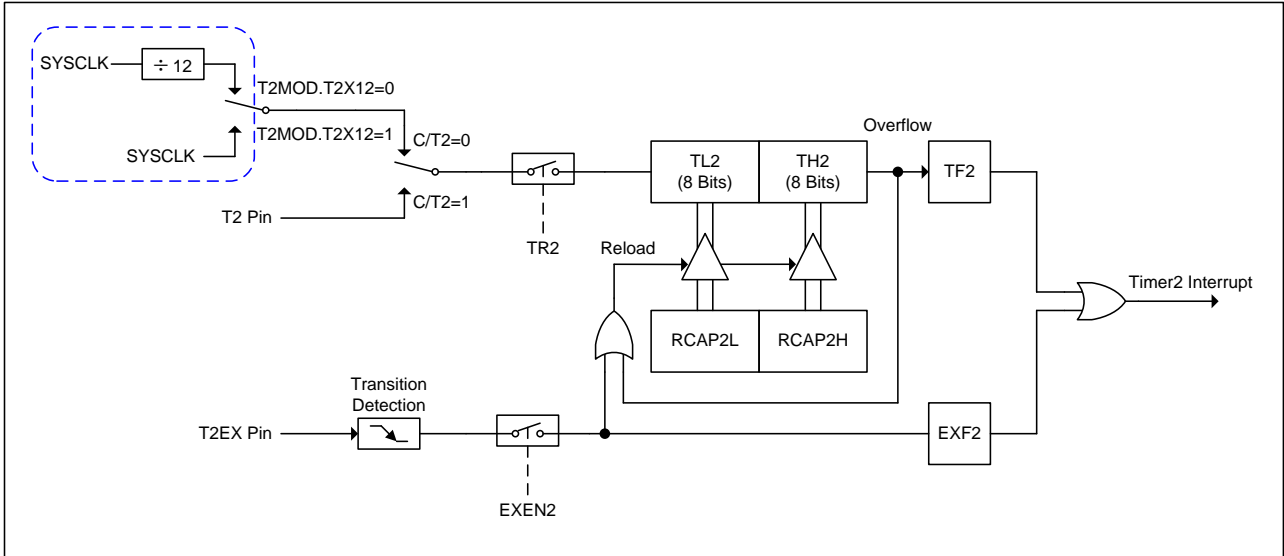 SYSCLK
÷ 12
T2MOD.T2X12=0
T2MOD.T2X12=1
SYSCLK
C/T2=0
C/T2=1
T2 Pin
TR2
TL2
(8 Bits)
TH2
(8 Bits)
Overflow
TF2
Reload
RCAP2L
RCAP2H
Timer2 Interrupt
Transition
Detection
T2EX Pin
EXEN2
EXF2